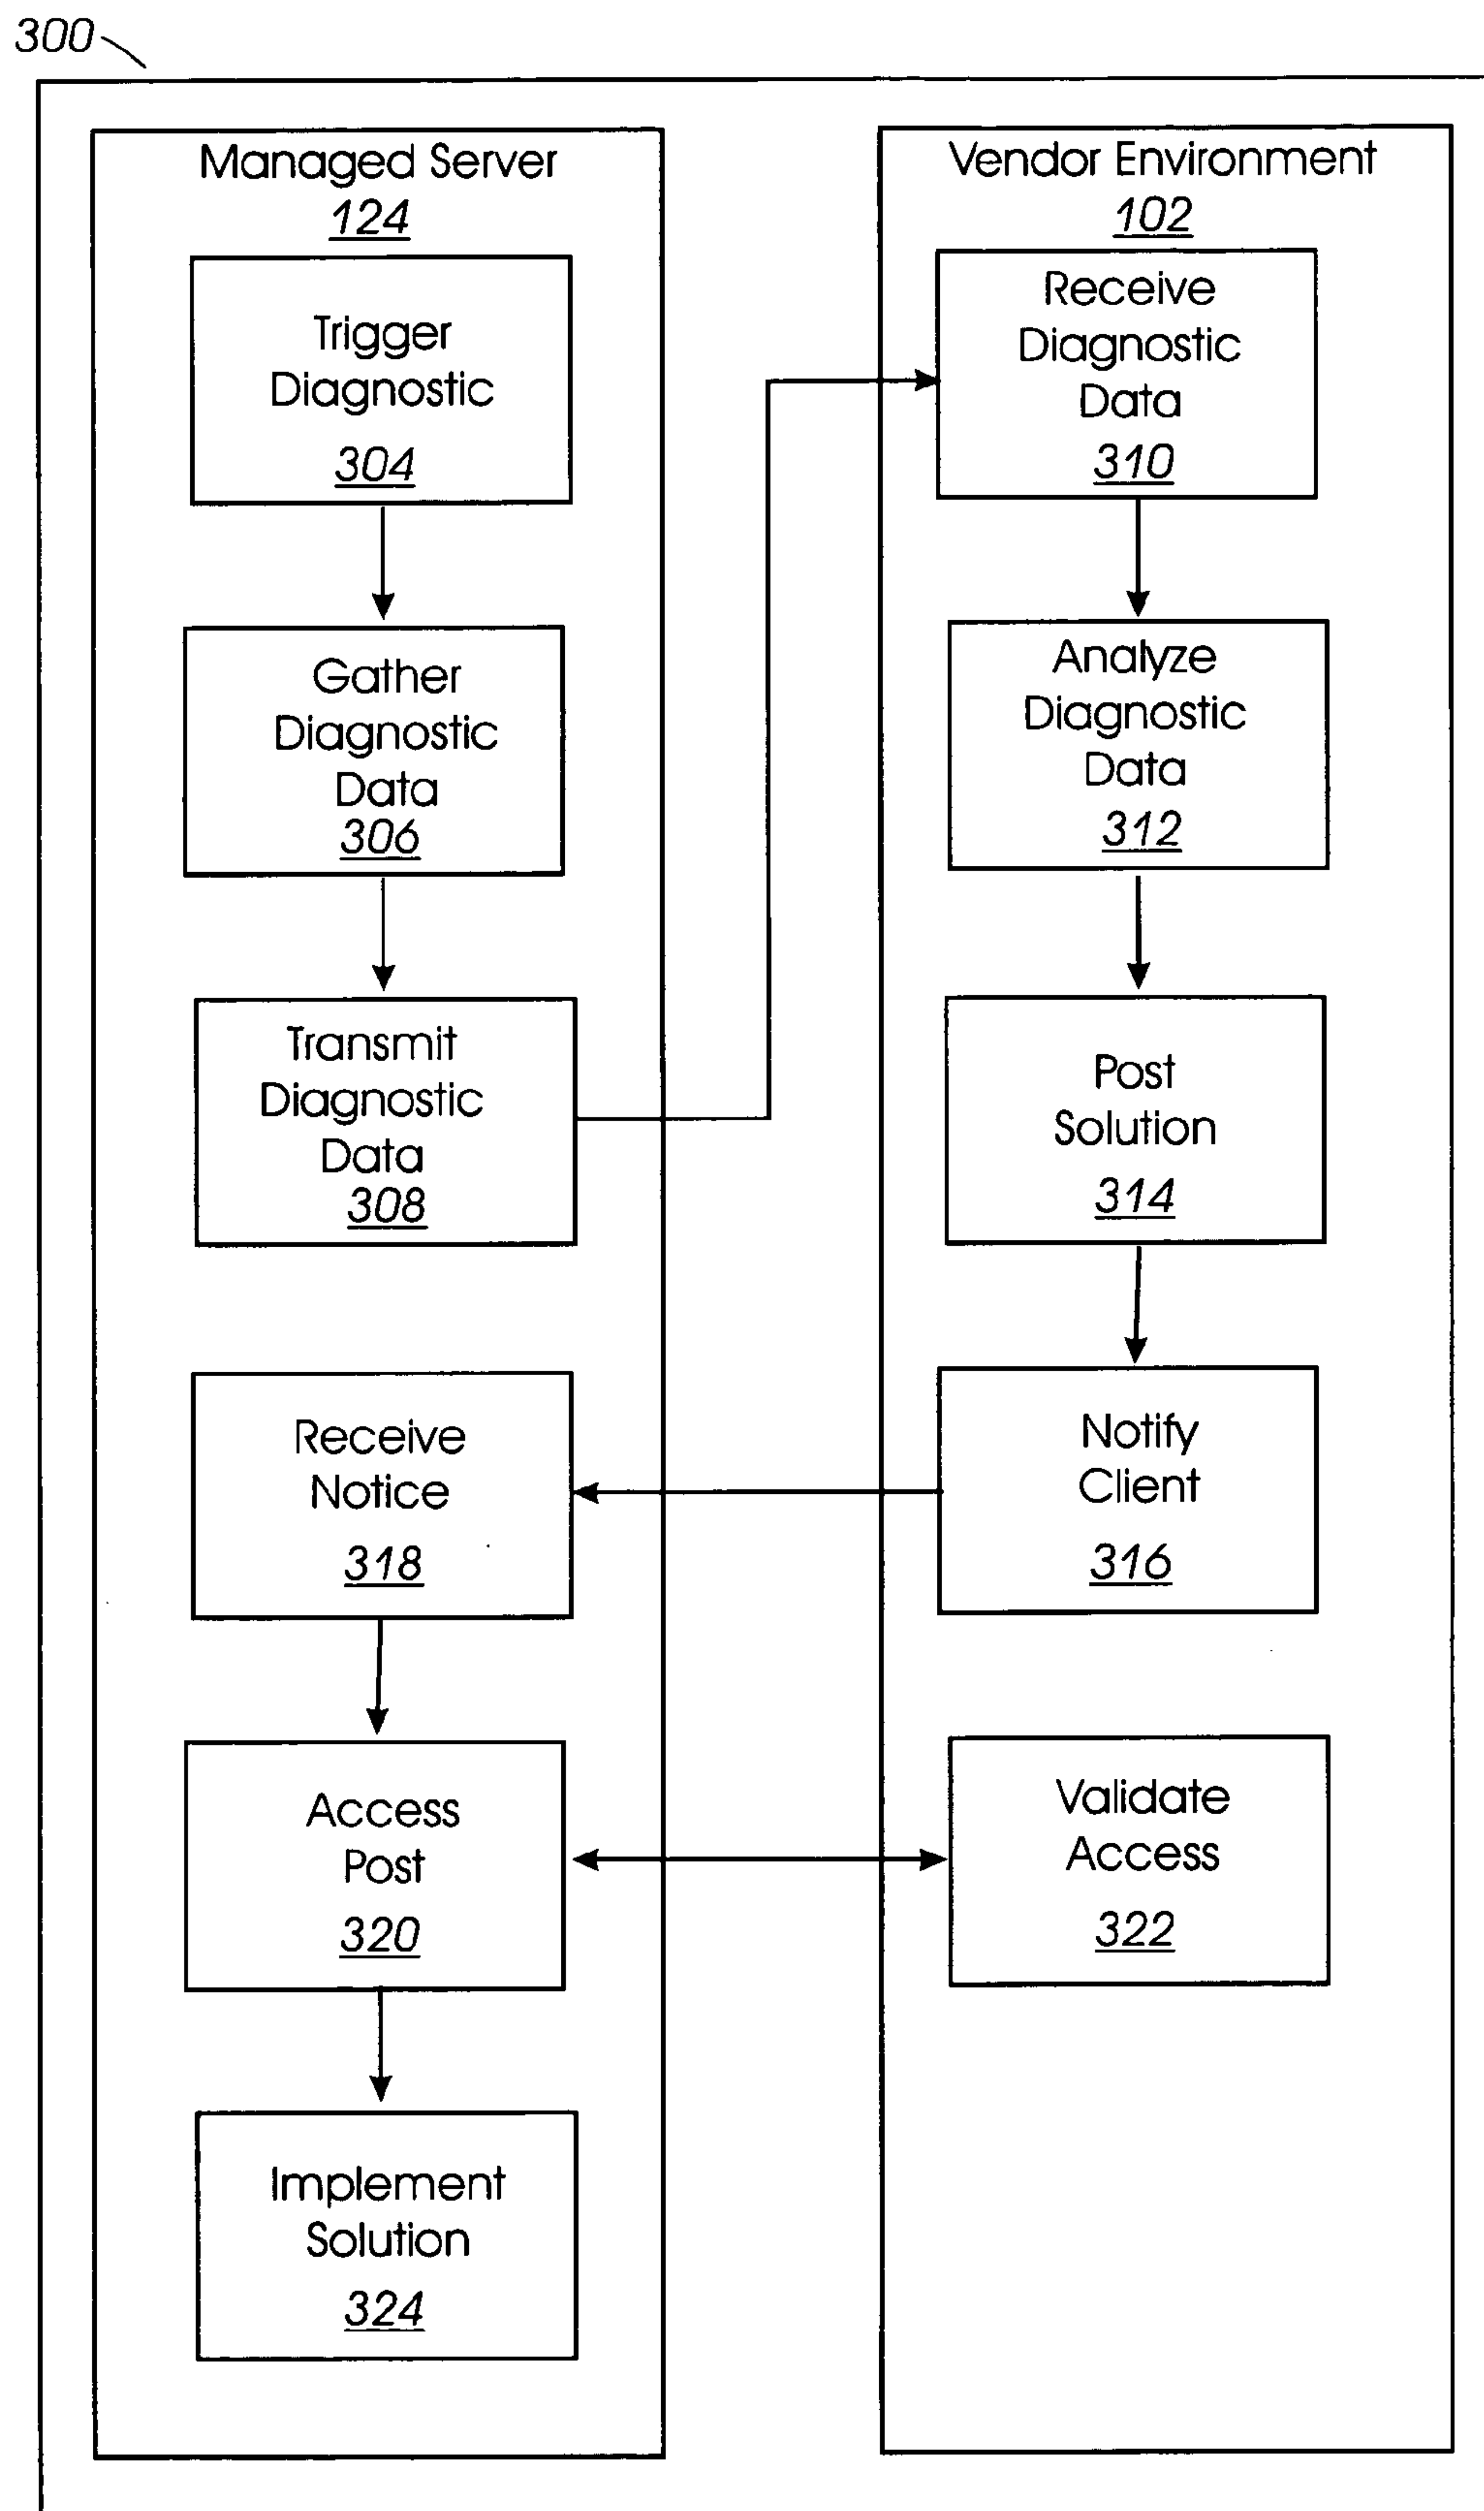 300
Managed Server
124
Trigger
Diagnostic
304
Gather
Diagnostic
Data
306
Transmit
Diagnostic
Data
308
Receive
Notice
318
Access
Post
320
Implement
Solution
324
Vendor Environment
102
Receive
Diagnostic
Data
310
Analyze
Diagnostic
Data
312
Post
Solution
314
Notify
Client
316
Validate
Access
322